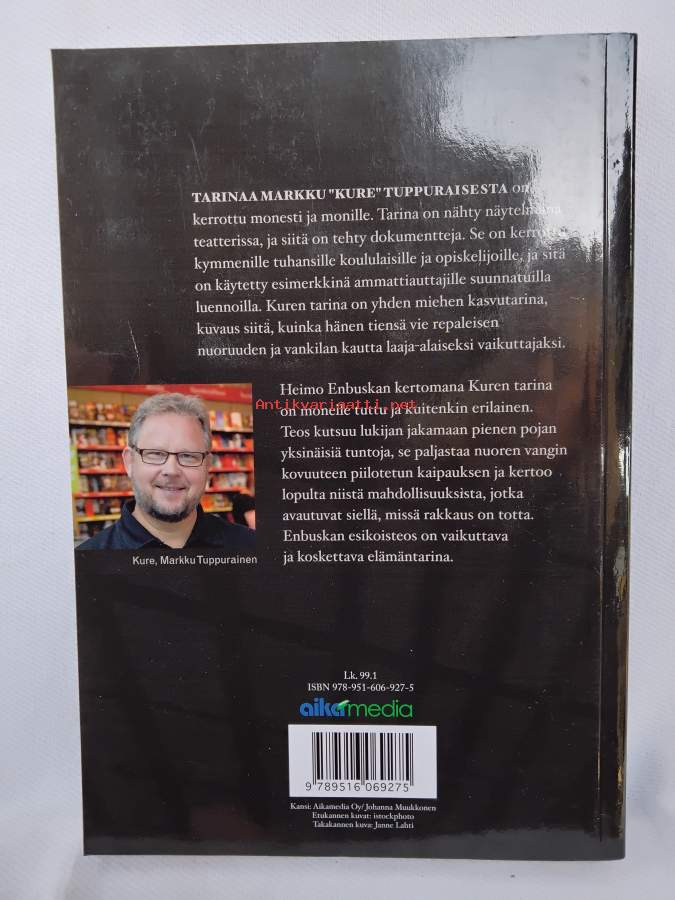 TARINAA MARKKU "KURE" TUPPURAISESTA on
kerrottu monesti ja monille. Tarina on nähty näytelmänä
teatterissa, ja siitä on tehty dokumentteja. Se on kerrottu
kymmenille tuhansille koululaisille ja opiskelijoille, ja sitä
on käytetty esimerkkinä ammattiauttajille suunnatuilla
luennoilla. Kuren tarina on yhden miehen kasvutarina,
kuvaus siitä, kuinka hänen tiensä vie repaleisen
nuoruuden ja vankilan kautta laaja-alaiseksi vaikuttajaksi.
Heimo Enbuskan kertomana Kuren tarina
Antikvariaatti.net
on monelle tuttu ja kuitenkin erilainen.
Teos kutsuu lukijan jakamaan pienen pojan
yksinäisiä tuntoja, se paljastaa nuoren vangin
kovuuteen piilotetun kaipauksen ja kertoo
lopulta niistä mahdollisuuksista, jotka
avautuvat siellä, missä rakkaus on totta.
Enbuskan esikoisteos on vaikuttava
ja koskettava elämäntarina.
Kure, Markku Tuppurainen
Lk. 99.1
ISBN 978-951-606-927-5
aikamedia
9 789516 069275
Kansi: Aikamedia Oy/ Johanna Muukkonen
Etukannen kuvat: istockphoto
Takakannen kuva: Janne Lahti